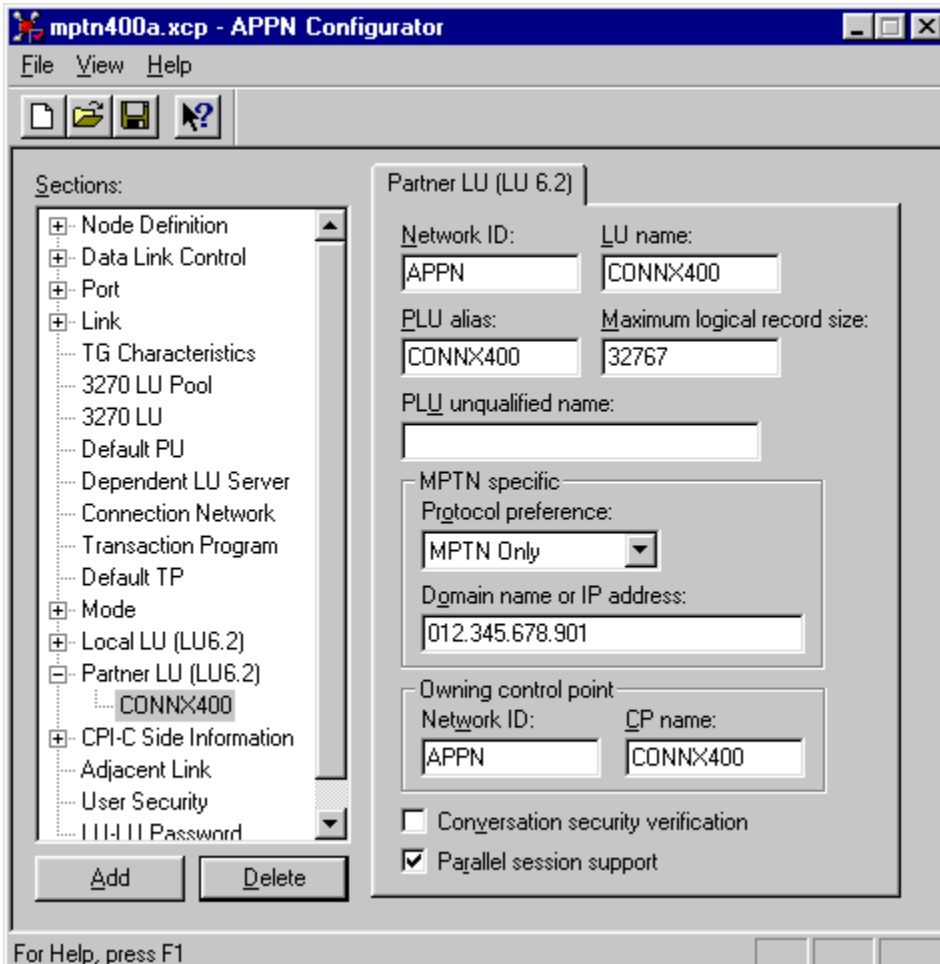 mptn400a.xcp - APPN Configurator
File View Help
Sections:
Node Definition
Data Link Control
Port
Link
TG Characteristics
3270 LU Pool
3270 LU
Default PU
Dependent LU Server
Connection Network
Transaction Program
Default TP
Mode
Local LU (LU6.2)
Partner LU (LU6.2)
CONNX400
CPI-C Side Information
Adjacent Link
User Security
LU-LU Password
Add Delete
Partner LU (LU 6.2)
Network ID: LU name:
APPN CONNX400
PLU alias: Maximum logical record size:
CONNX400 32767
PLU unqualified name:
MPTN specific
Protocol preference:
MPTN Only
Domain name or IP address:
012.345.678.901
Owning control point
Network ID: CP name:
APPN CONNX400
Conversation security verification
Parallel session support
For Help, press F1